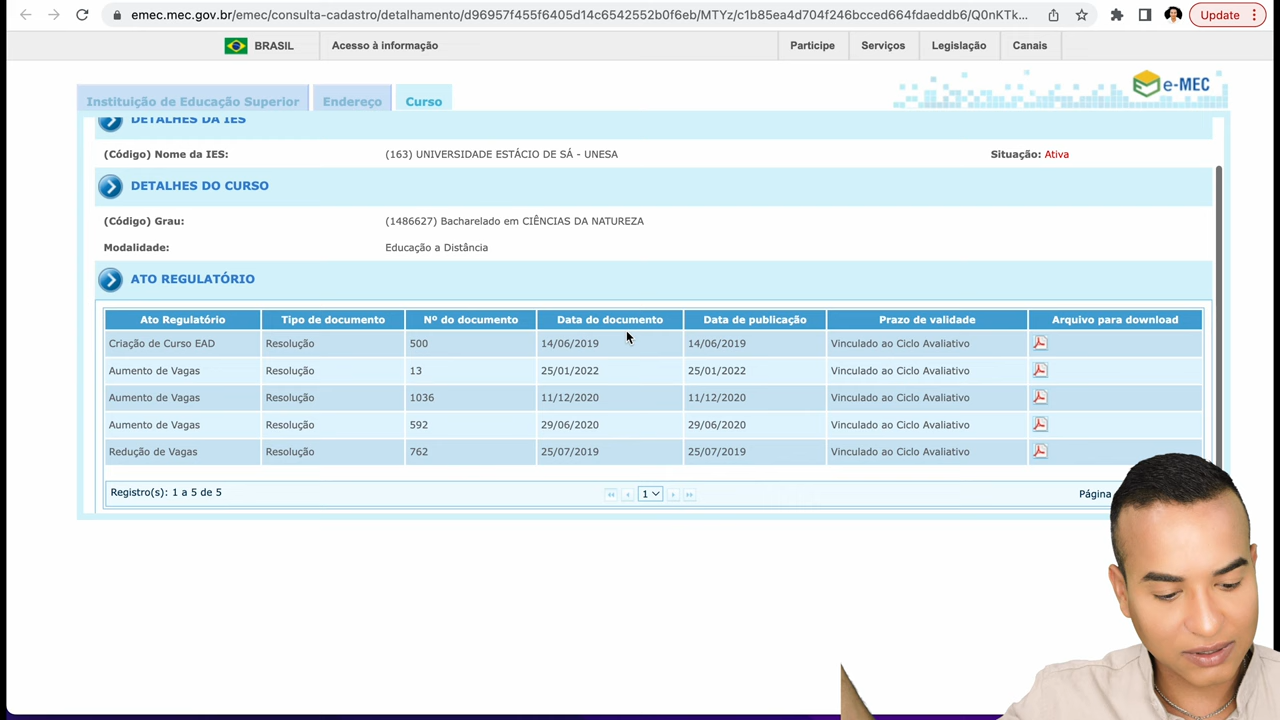 emec.mec.gov.br/emec/consulta-cadastro/detalhamento/d96957f455f6405d14c6542552b0f6eb/MTYz/c1b85ea4d704f246bcced664fdaeddb6/Q0nKTk...
Update
BRASIL Acesso à informação Participe Serviços Legislação Canais
Instituição de Educação Superior Endereço Curso e-MEC
DETALHES DA IES
(Código) Nome da IES: (163) UNIVERSIDADE ESTÁCIO DE SÁ - UNESA Situação: Ativa
DETALHES DO CURSO
(Código) Grau: (1486627) Bacharelado em CIÊNCIAS DA NATUREZA
Modalidade: Educação a Distância
ATO REGULATÓRIO
Ato Regulatório Tipo de documento Nº do documento Data do documento Data de publicação Prazo de validade Arquivo para download
Criação de Curso EAD Resolução 500 14/06/2019 14/06/2019 Vinculado ao Ciclo Avaliativo
Aumento de Vagas Resolução 13 25/01/2022 25/01/2022 Vinculado ao Ciclo Avaliativo
Aumento de Vagas Resolução 1036 11/12/2020 11/12/2020 Vinculado ao Ciclo Avaliativo
Aumento de Vagas Resolução 592 29/06/2020 29/06/2020 Vinculado ao Ciclo Avaliativo
Redução de Vagas Resolução 762 25/07/2019 25/07/2019 Vinculado ao Ciclo Avaliativo
Registro(s): 1 a 5 de 5 1 Página